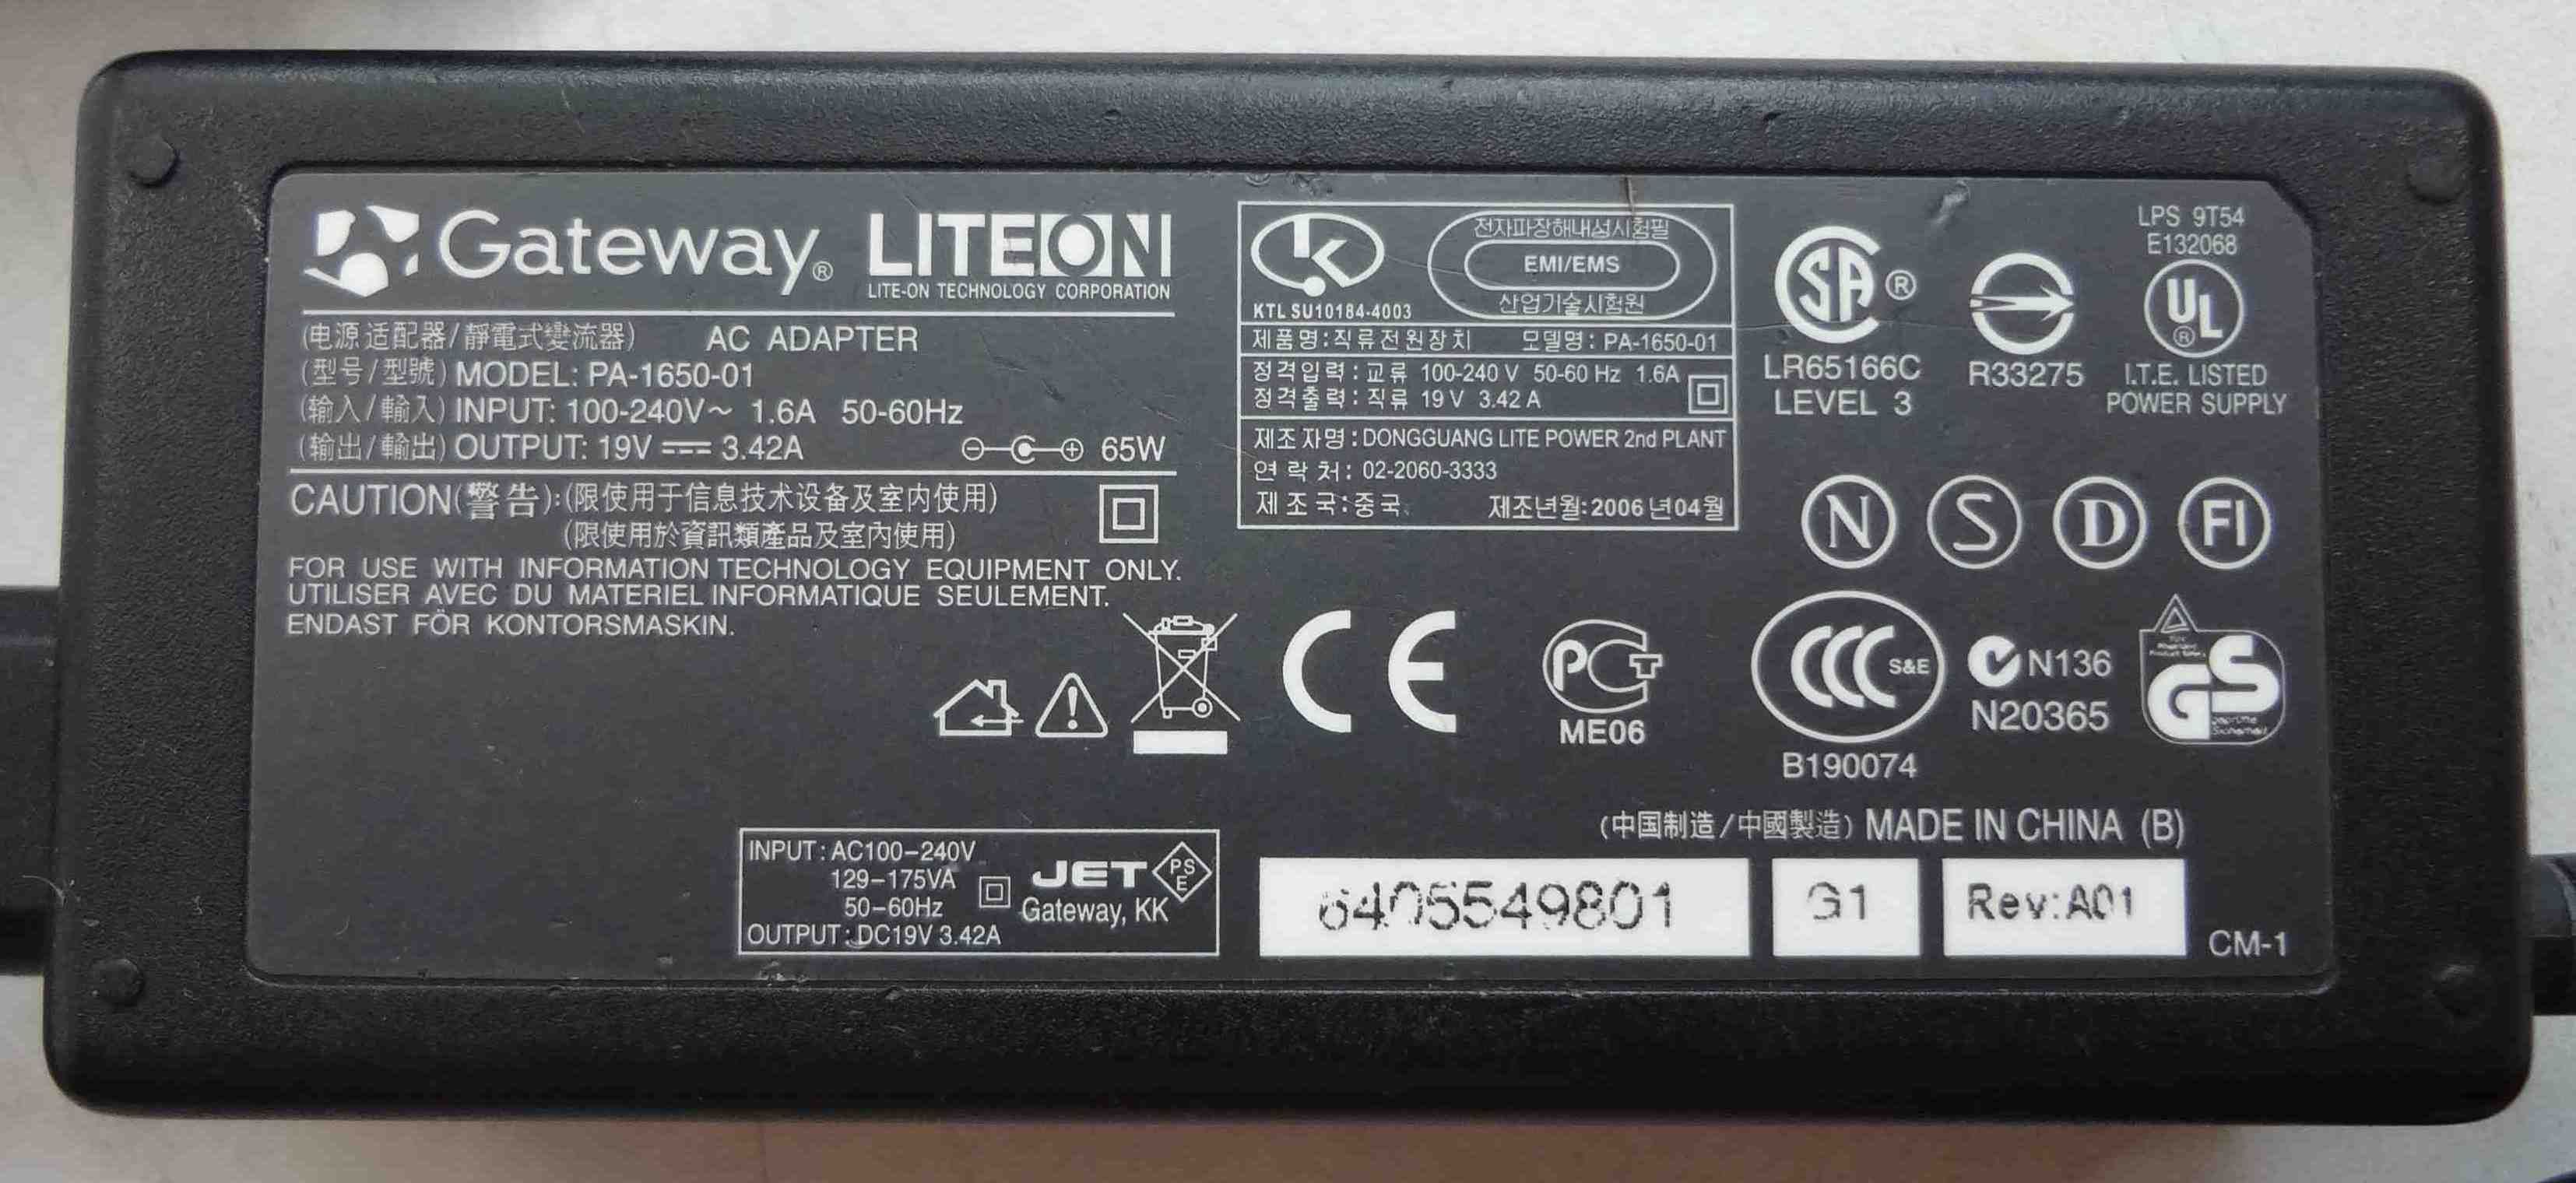 Gateway®
LITEON
LITE-ON TECHNOLOGY CORPORATION
(电源适配器/靜電式變流器) AC ADAPTER
(型号/型號) MODEL: PA-1650-01
(输入/輸入) INPUT: 100-240V~ 1.6A 50-60Hz
(输出/輸出) OUTPUT: 19V 3.42A 65W
CAUTION(警告):(限使用于信息技术设备及室内使用)
(限使用於資訊類產品及室內使用)
FOR USE WITH INFORMATION TECHNOLOGY EQUIPMENT ONLY.
UTILISER AVEC DU MATERIEL INFORMATIQUE SEULEMENT.
ENDAST FÖR KONTORSMASKIN.
INPUT: AC100-240V
129-175VA
50-60Hz
OUTPUT: DC19V 3.42A
JET
PSE
Gateway, KK
KTL SU10184-4003
전자파장해내성시험필
EMI/EMS
산업기술시험원
제품명:직류전원장치 모델명: PA-1650-01
정격입력: 교류 100-240 V 50-60 Hz 1.6A
정격출력: 직류 19 V 3.42 A
제조자명: DONGGUANG LITE POWER 2nd PLANT
연락처: 02-2060-3333
제조국:중국 제조년월: 2006년04월
SA®
LR65166C
LEVEL 3
R33275
LPS 9T54
E132068
UL®
I.T.E. LISTED
POWER SUPPLY
N S D FI
CE
PCT
ME06
CCC S&E
B190074
N136
N20365
GS
geprüfte
Sicherheit
(中国制造/中國製造) MADE IN CHINA (B)
6405549801
G1
Rev:A01
CM-1